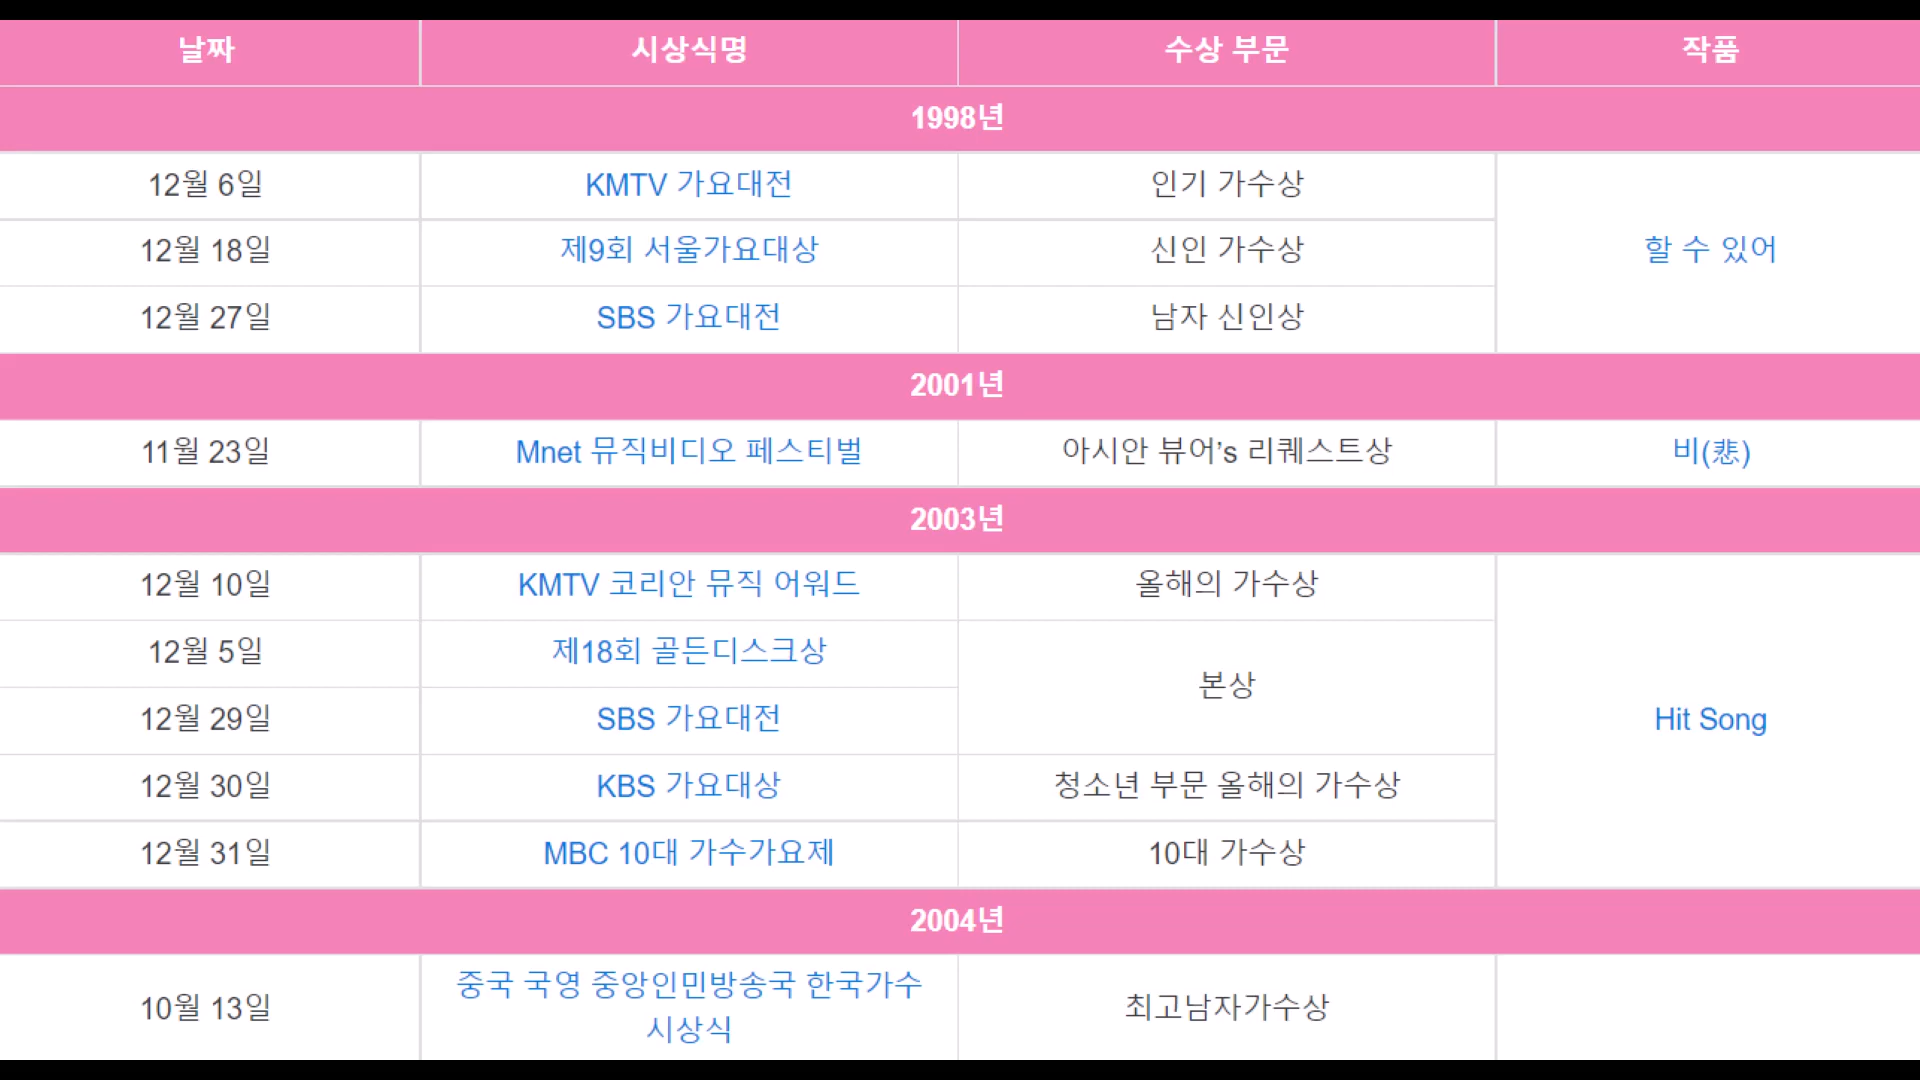 날짜 시상식명 수상 부문 작품
1998년
12월 6일 KMTV 가요대전 인기 가수상
12월 18일 제9회 서울가요대상 신인 가수상 할 수 있어
12월 27일 SBS 가요대전 남자 신인상
2001년
11월 23일 Mnet 뮤직비디오 페스티벌 아시안 뷰어’s 리퀘스트상 비(悲)
2003년
12월 10일 KMTV 코리안 뮤직 어워드 올해의 가수상
12월 5일 제18회 골든디스크상
본상
12월 29일 SBS 가요대전 Hit Song
12월 30일 KBS 가요대상 청소년 부문 올해의 가수상
12월 31일 MBC 10대 가수가요제 10대 가수상
2004년
10월 13일 중국 국영 중앙인민방송국 한국가수
시상식 최고남자가수상